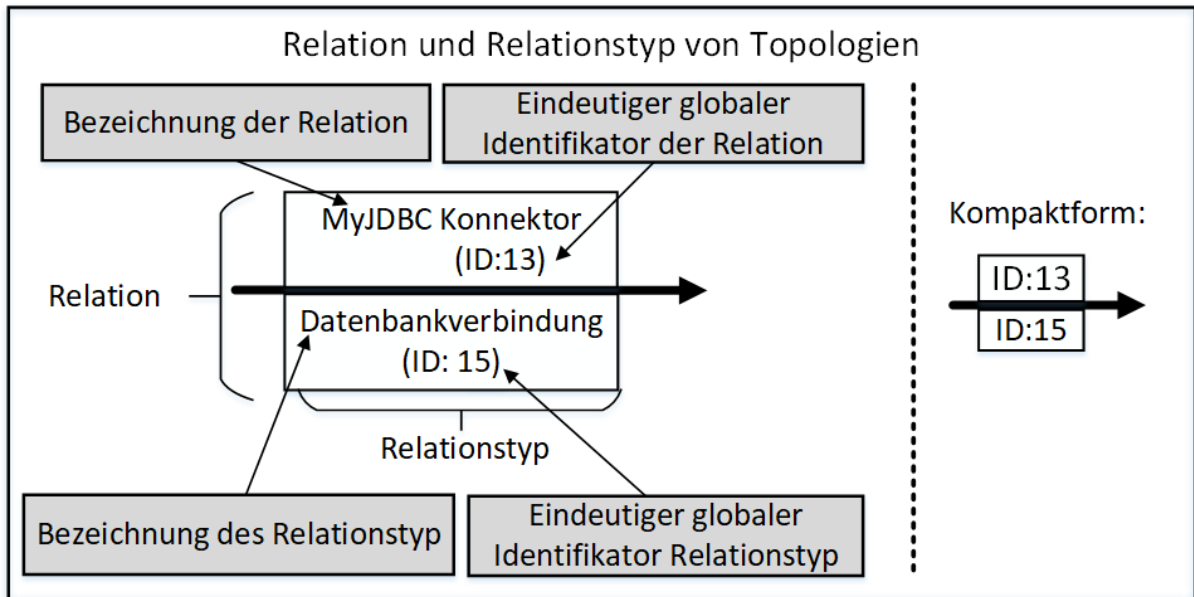 Relation und Relationstyp von Topologien
Bezeichnung der Relation
Eindeutiger globaler
Identifikator der Relation
MyJDBC Konnektor
(ID:13)
Relation
Datenbankverbindung
(ID: 15)
Relationstyp
Bezeichnung des Relationstyp
Eindeutiger globaler
Identifikator Relationstyp
Kompaktform:
ID:13
ID:15